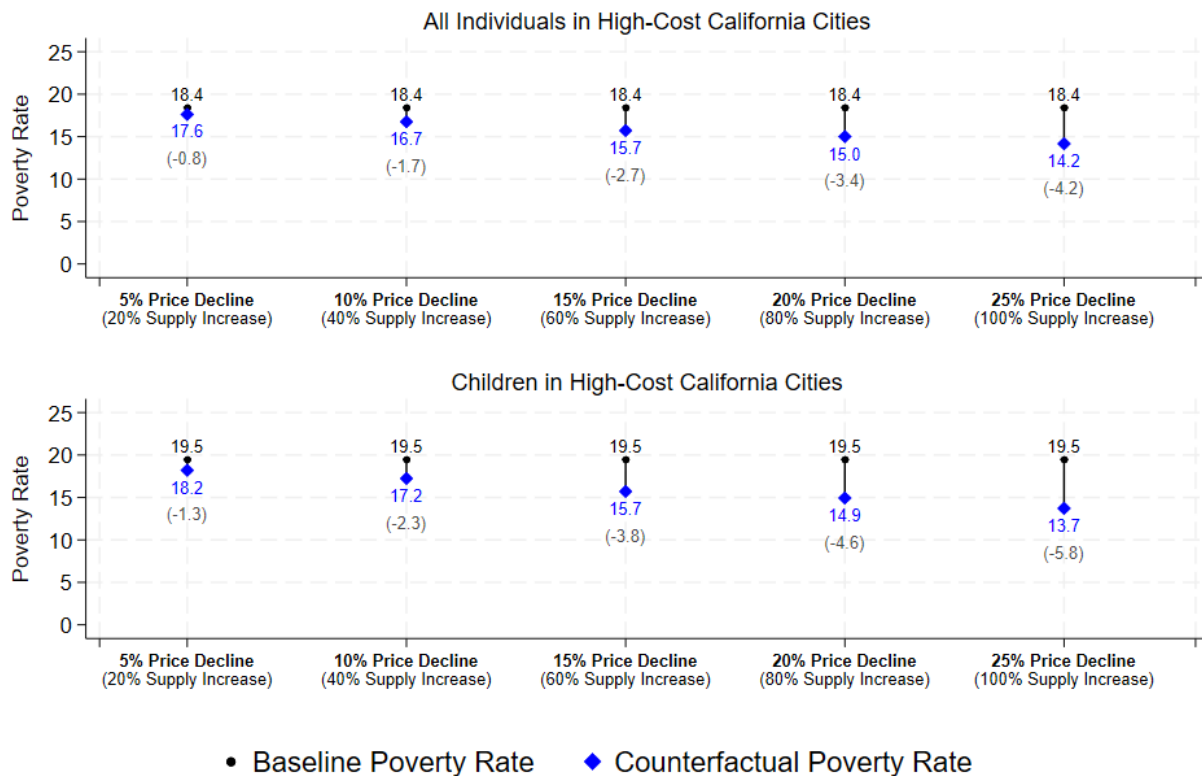 All Individuals in High-Cost California Cities
Poverty Rate
25
20
15
10
5
0
18.4 18.4 18.4 18.4 18.4
17.6 16.7 15.7 15.0 14.2
(-0.8) (-1.7) (-2.7) (-3.4) (-4.2)
5% Price Decline 10% Price Decline 15% Price Decline 20% Price Decline 25% Price Decline
(20% Supply Increase) (40% Supply Increase) (60% Supply Increase) (80% Supply Increase) (100% Supply Increase)
Children in High-Cost California Cities
Poverty Rate
25
20
15
10
5
0
19.5 19.5 19.5 19.5 19.5
18.2 17.2 15.7 14.9 13.7
(-1.3) (-2.3) (-3.8) (-4.6) (-5.8)
5% Price Decline 10% Price Decline 15% Price Decline 20% Price Decline 25% Price Decline
(20% Supply Increase) (40% Supply Increase) (60% Supply Increase) (80% Supply Increase) (100% Supply Increase)
Baseline Poverty Rate Counterfactual Poverty Rate